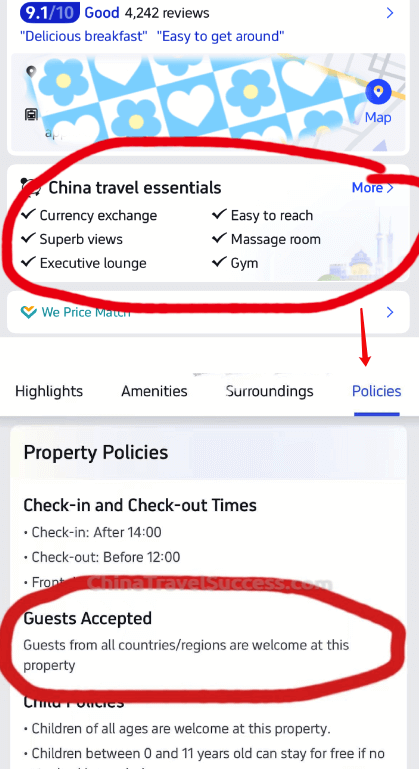 9.1/10 Good 4,242 reviews
"Delicious breakfast" "Easy to get around"
Map
China travel essentials More
Currency exchange Easy to reach
Superb views Massage room
Executive lounge Gym
We Price Match
Highlights Amenities Surroundings Policies
Property Policies
Check-in and Check-out Times
• Check-in: After 14:00
• Check-out: Before 12:00
ChinaTravelSuccess.com
Guests Accepted
Guests from all countries/regions are welcome at this
property
Child Policies
• Children of all ages are welcome at this property.
• Children between 0 and 11 years old can stay for free if no